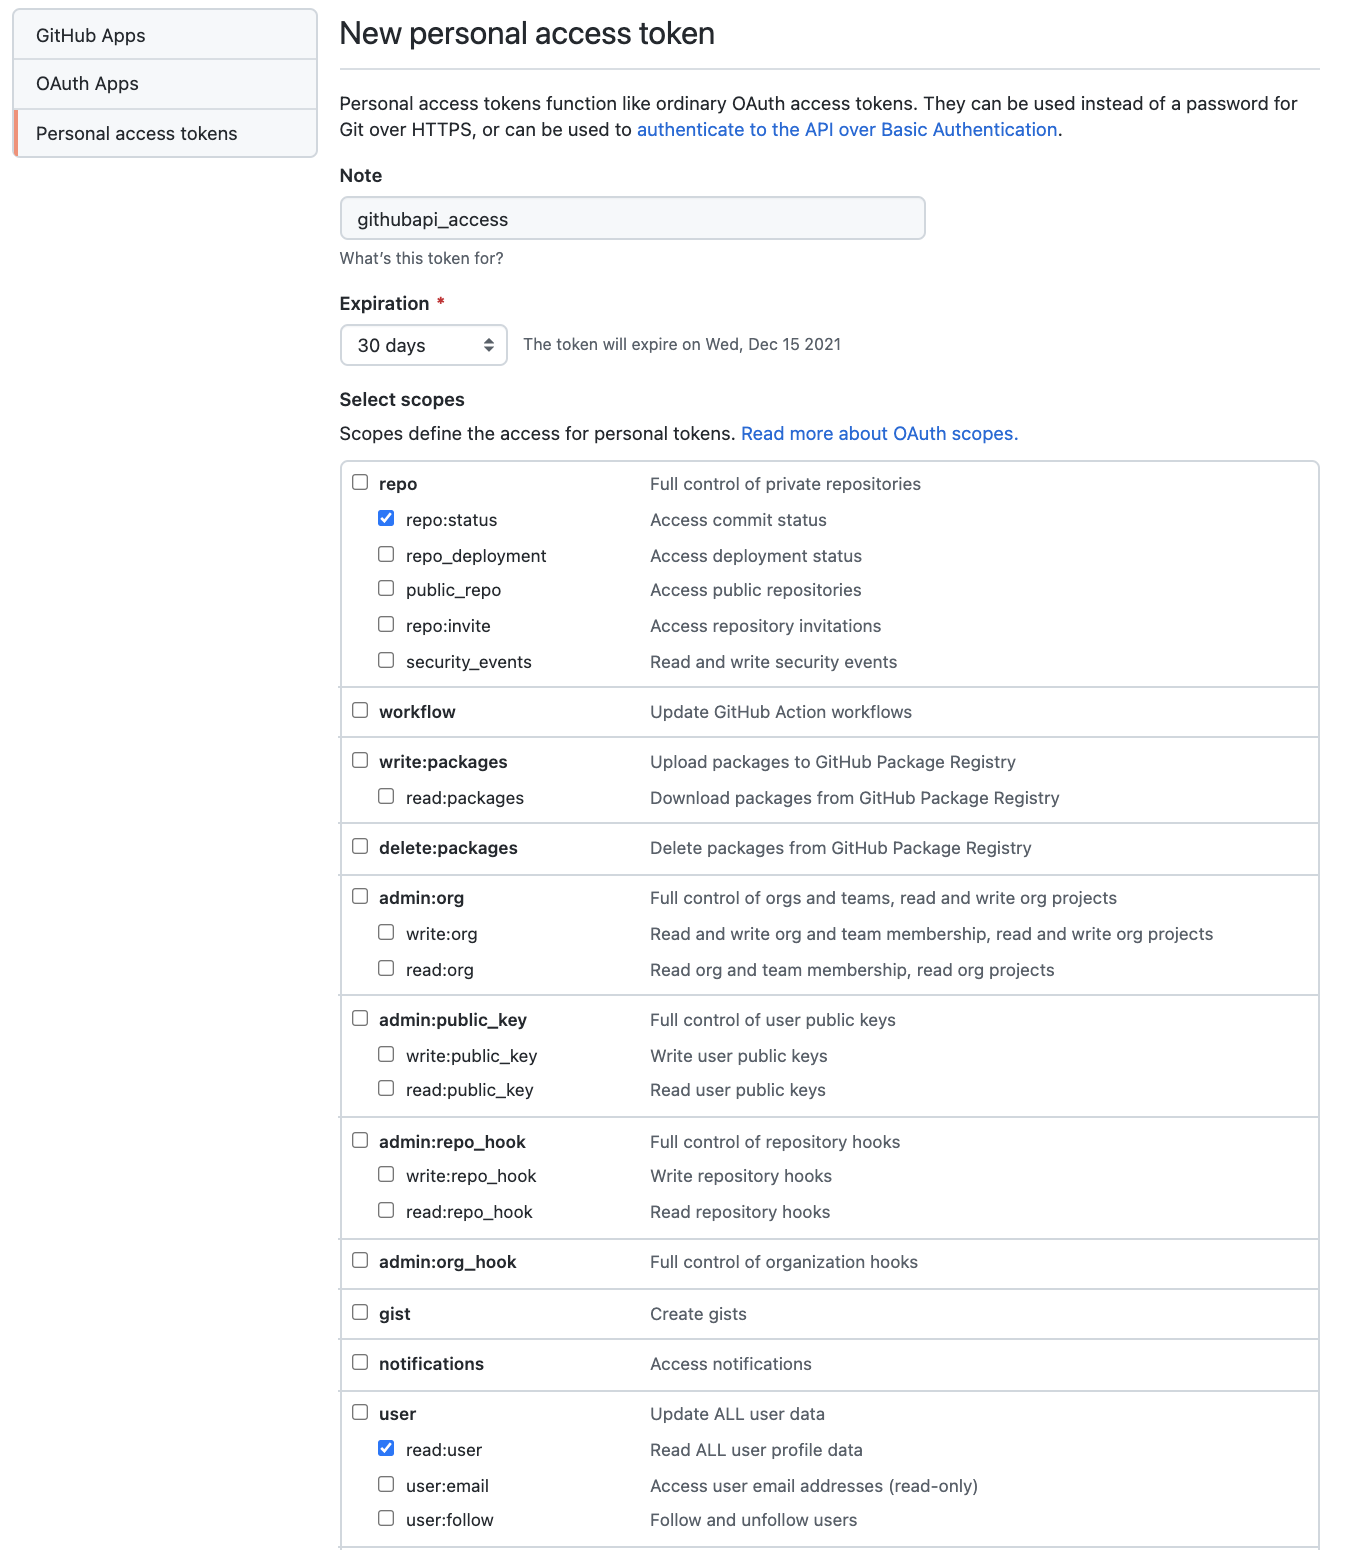 GitHub Apps
OAuth Apps
Personal access tokens
New personal access token
Personal access tokens function like ordinary OAuth access tokens. They can be used instead of a password for
Git over HTTPS, or can be used to authenticate to the API over Basic Authentication.
Note
githubapi_access
What's this token for?
Expiration *
30 days The token will expire on Wed, Dec 15 2021
Select scopes
Scopes define the access for personal tokens. Read more about OAuth scopes.
repo Full control of private repositories
repo:status Access commit status
repo_deployment Access deployment status
public_repo Access public repositories
repo:invite Access repository invitations
security_events Read and write security events
workflow Update GitHub Action workflows
write:packages Upload packages to GitHub Package Registry
read:packages Download packages from GitHub Package Registry
delete:packages Delete packages from GitHub Package Registry
admin:org Full control of orgs and teams, read and write org projects
write:org Read and write org and team membership, read and write org projects
read:org Read org and team membership, read org projects
admin:public_key Full control of user public keys
write:public_key Write user public keys
read:public_key Read user public keys
admin:repo_hook Full control of repository hooks
write:repo_hook Write repository hooks
read:repo_hook Read repository hooks
admin:org_hook Full control of organization hooks
gist Create gists
notifications Access notifications
user Update ALL user data
read:user Read ALL user profile data
user:email Access user email addresses (read-only)
user:follow Follow and unfollow users